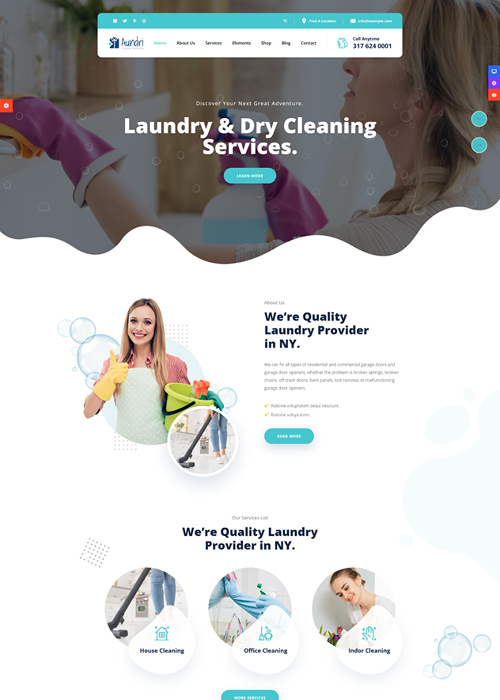 Find A Location
info@example.com
Laundri
Home
About Us
Services
Elements
Shop
Blog
Contact
Call Anytime
317 624 0001
Discover Your Next Great Adventure.
Laundry & Dry Cleaning
Services.
LEARN MORE
About Us
We're Quality
Laundry Provider
in NY.
We can fix all types of residential and commercial garage doors and
garage door openers, whether the problem is broken springs, broken
chains, off-track doors, bent panels, lost remotes or malfunctioning
garage door openers.
Ratione voluptatem sequi nesciunt.
Ratione voluptatem.
READ MORE
Our Services List
We're Quality Laundry
Provider in NY.
House Cleaning
Office Cleaning
Indor Cleaning
MORE SERVICES